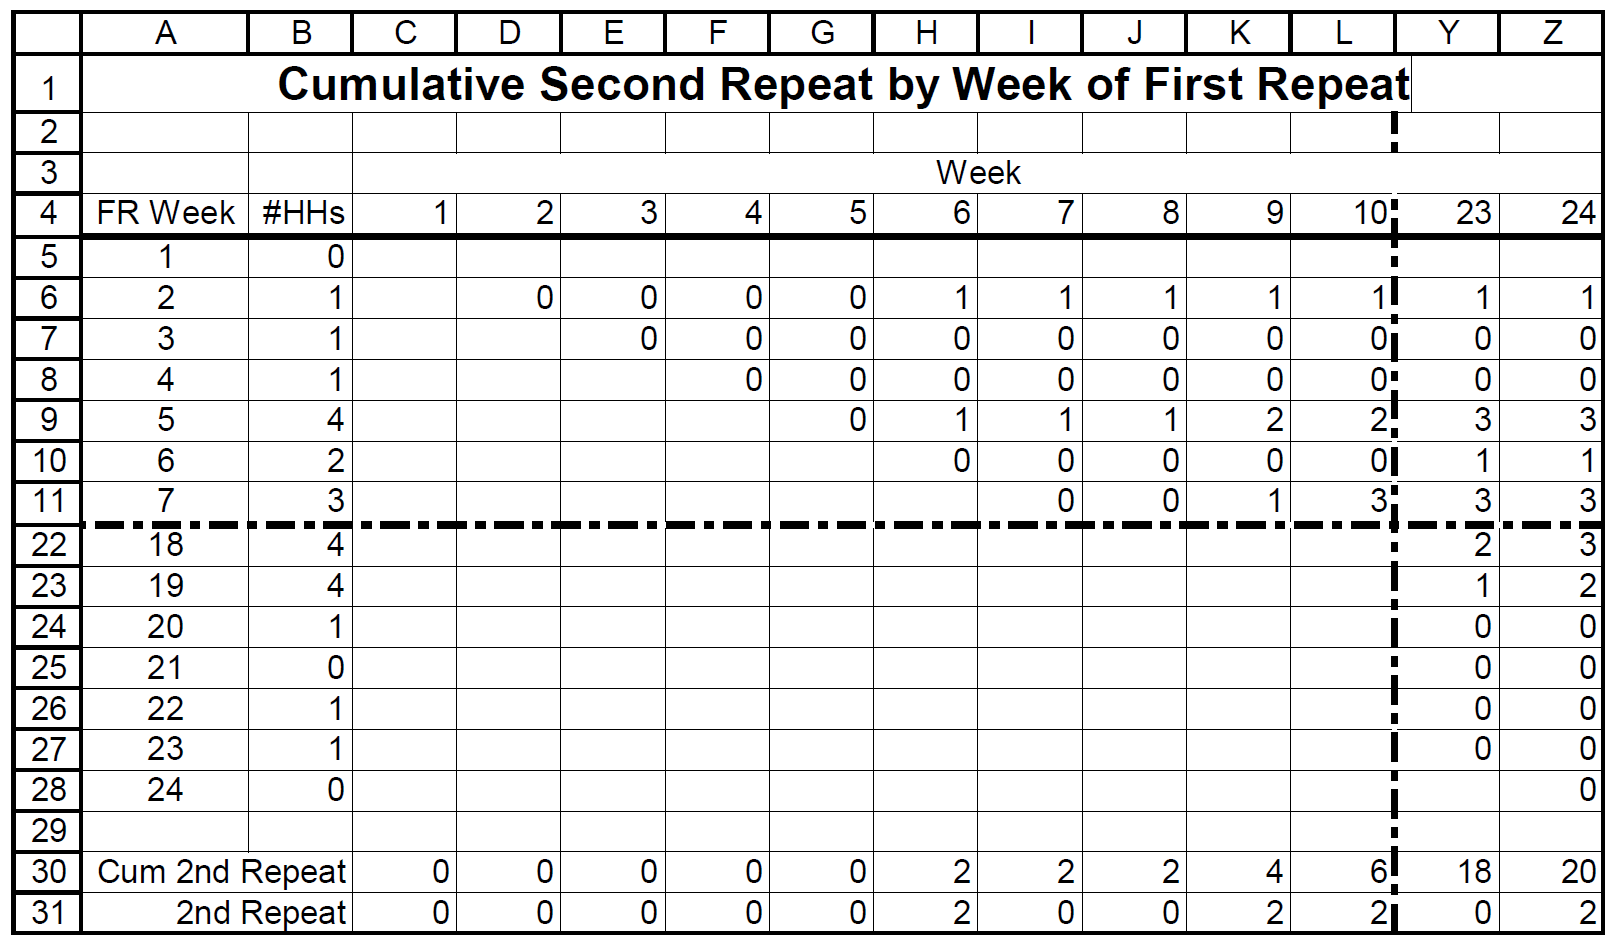 A B C D E F G H I J K L Y Z
1 Cumulative Second Repeat by Week of First Repeat
2
3 Week
4 FR Week #HHs 1 2 3 4 5 6 7 8 9 10 23 24
5 1 0
6 2 1 0 0 0 0 1 1 1 1 1 1 1
7 3 1 0 0 0 0 0 0 0 0 0 0
8 4 1 0 0 0 0 0 0 0 0 0
9 5 4 0 1 1 1 2 2 3 3
10 6 2 0 0 0 0 0 1 1
11 7 3 0 0 1 3 3 3
22 18 4 2 3
23 19 4 1 2
24 20 1 0 0
25 21 0 0 0
26 22 1 0 0
27 23 1 0 0
28 24 0 0
29
30 Cum 2nd Repeat 0 0 0 0 0 2 2 2 4 6 18 20
31 2nd Repeat 0 0 0 0 0 2 0 0 2 2 0 2